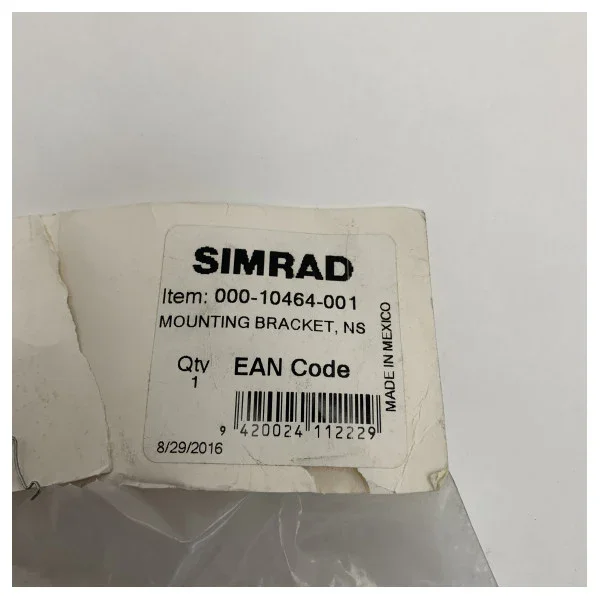 SIMRAD
Item: 000-10464-001
MOUNTING BRACKET, NS
Qty EAN Code
1
9 420024 112229
8/29/2016
MADE IN MEXICO